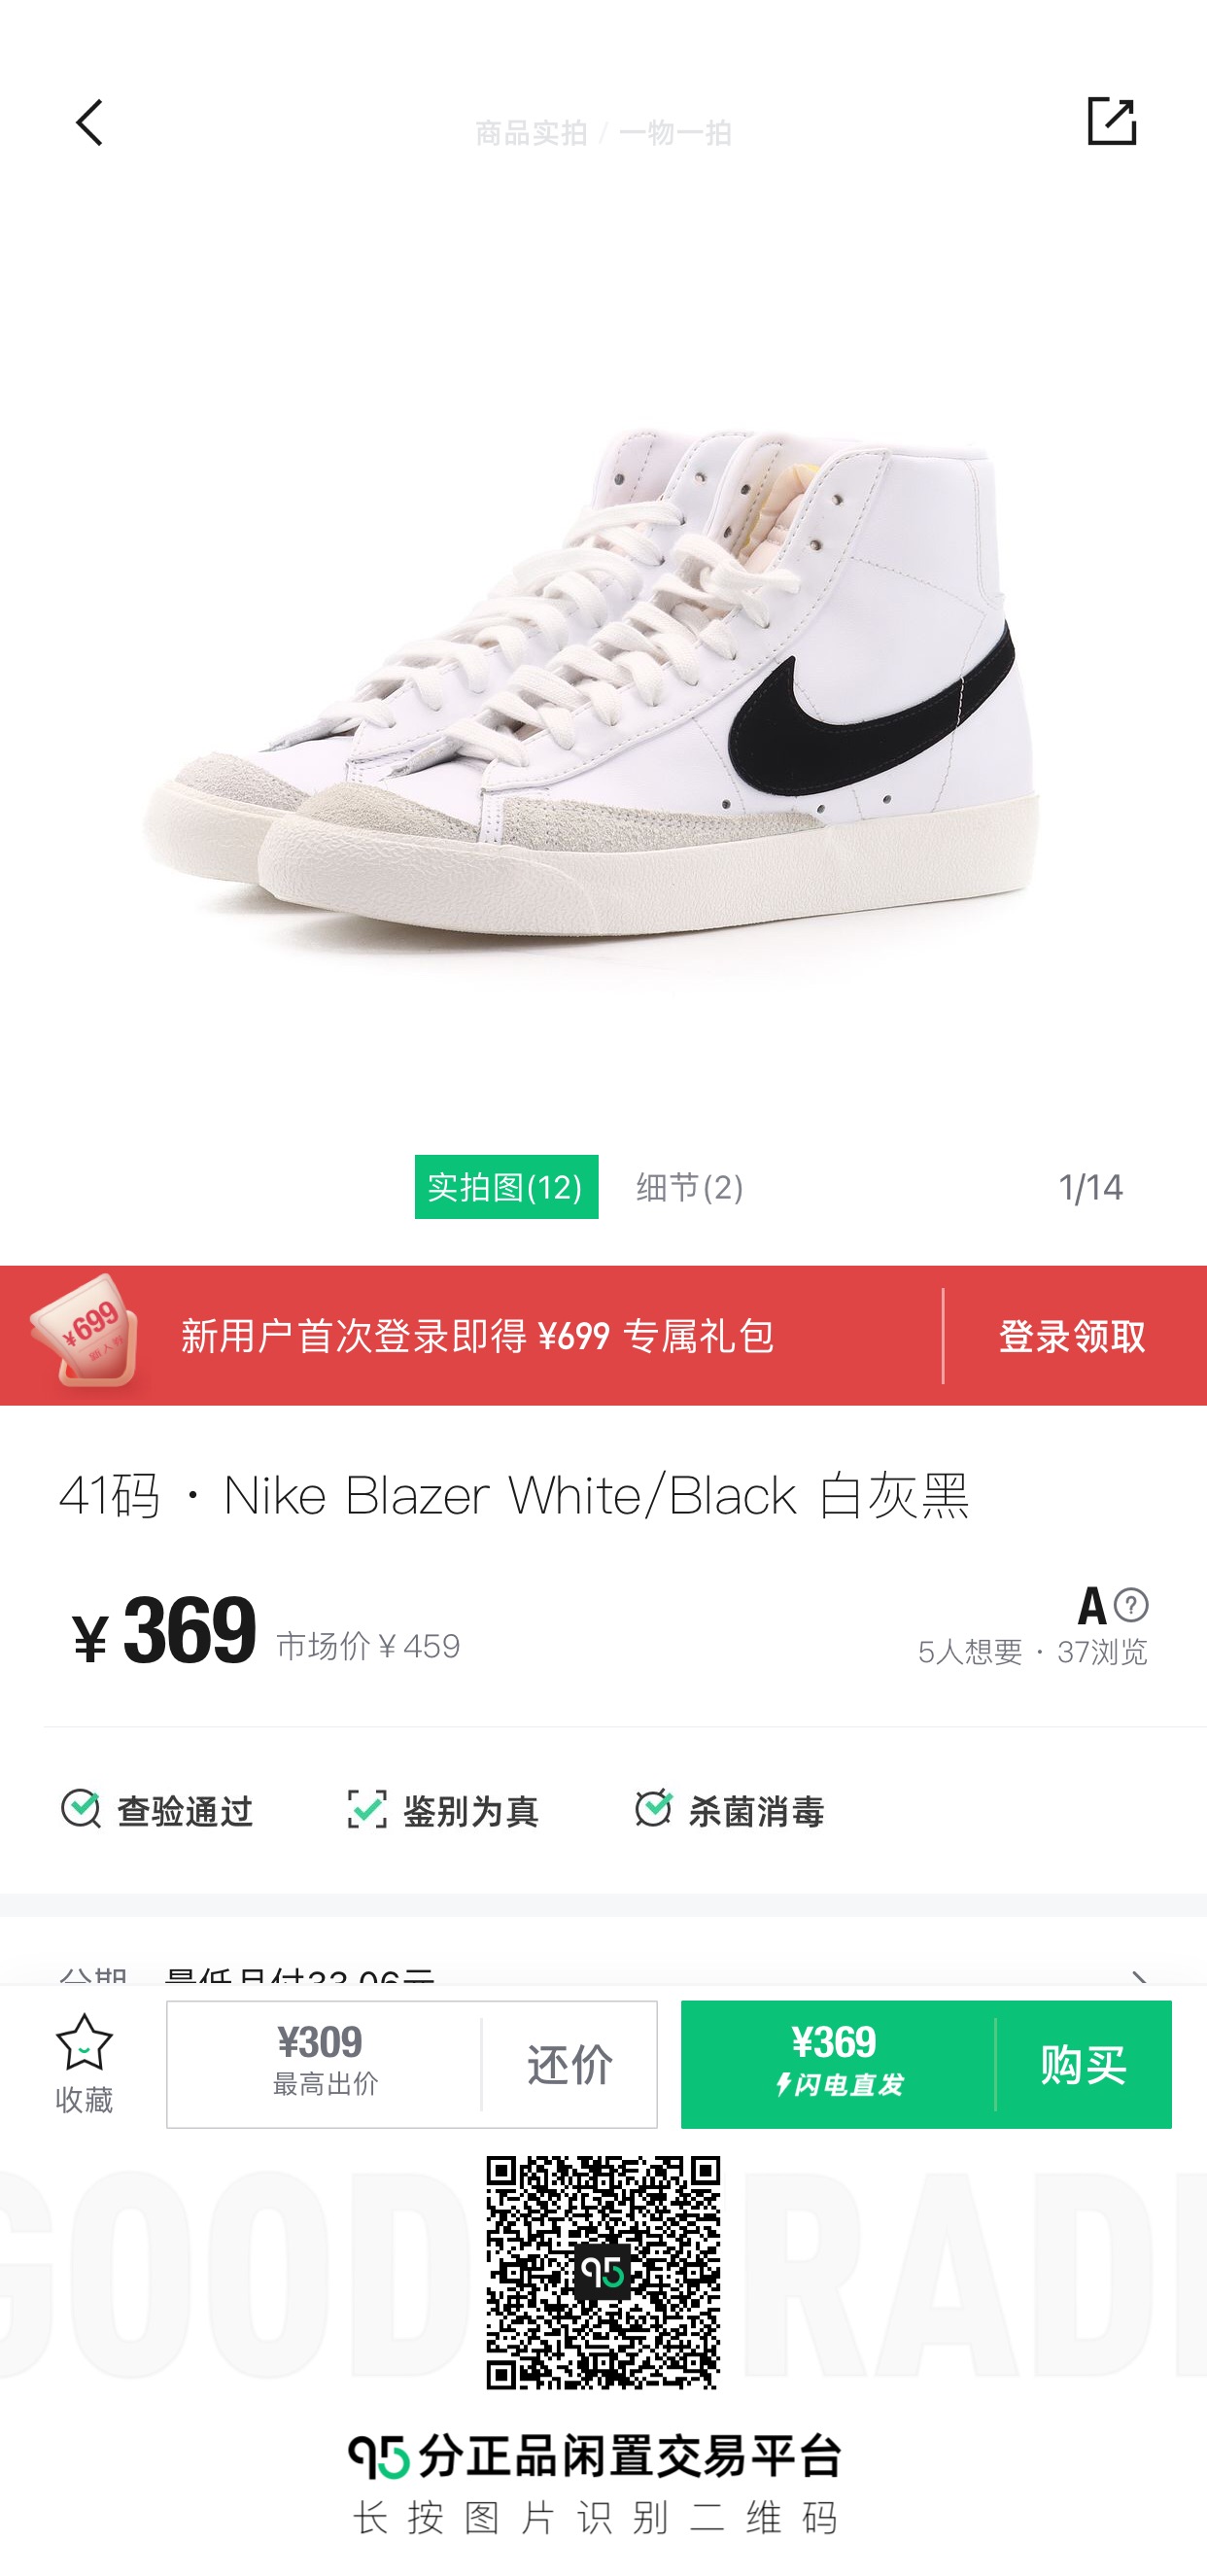 商品实拍 / 一物一拍
实拍图(12) 细节(2) 1/14
¥699
新用户首次登录即得 ¥699 专属礼包 登录领取
41码 · Nike Blazer White/Black 白灰黑
¥ 369 市场价 ¥ 459
A ?
5人想要 · 37浏览
查验通过 鉴别为真 杀菌消毒
分期 最低月付33.06元
收藏
¥309
最高出价
还价
¥369
闪电直发
购买
GOOD RAD
95
95分正品闲置交易平台
长按图片识别二维码